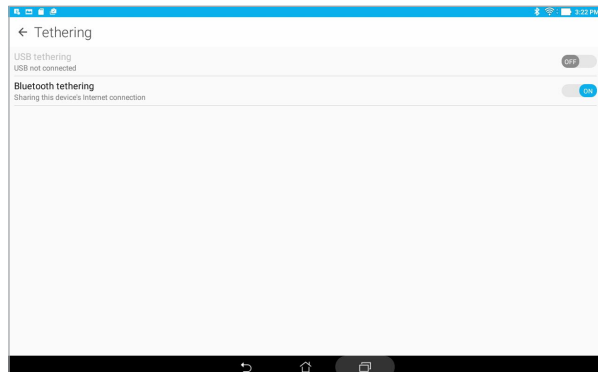 3:22 PM
Tethering
USB tethering
USB not connected
OFF
Bluetooth tethering
Sharing this device's Internet connection
ON